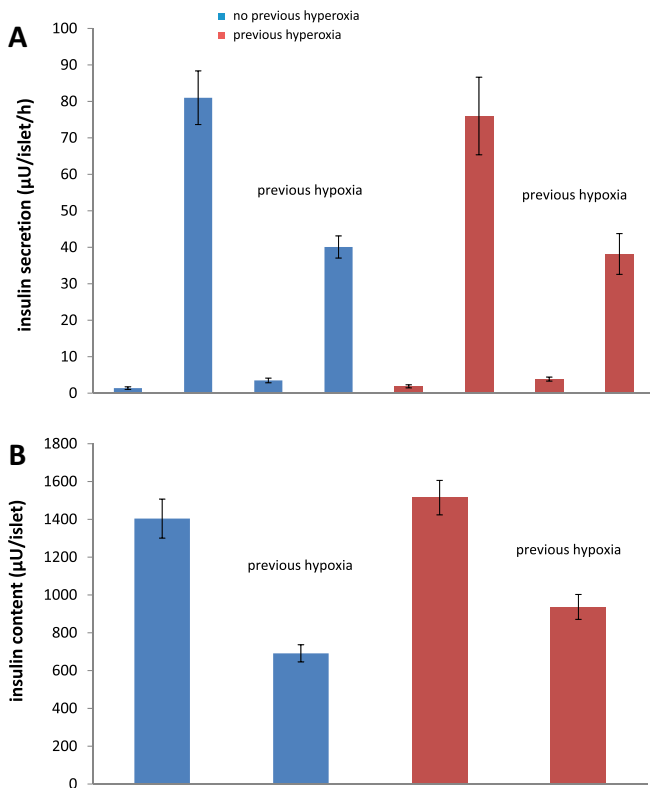 no previous hyperoxia
previous hyperoxia
A
insulin secretion (µU/islet/h)
100
90
80
70
60
50
40
30
20
10
0
previous hypoxia
previous hypoxia
B
insulin content (µU/islet)
1800
1600
1400
1200
1000
800
600
400
200
0
previous hypoxia
previous hypoxia